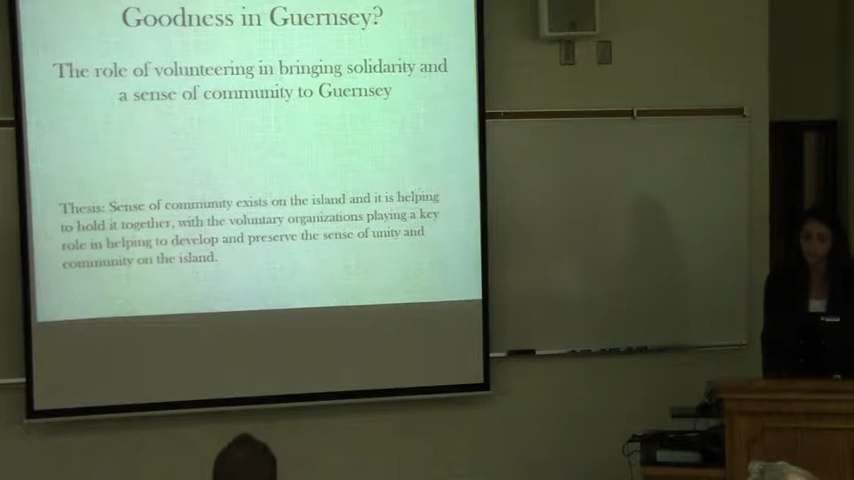 Goodness in Guernsey?
The role of volunteering in bringing solidarity and
a sense of community to Guernsey
Thesis: Sense of community exists on the island and it is helping
to hold it together, with the voluntary organizations playing a key
role in helping to develop and preserve the sense of unity and
community on the island.